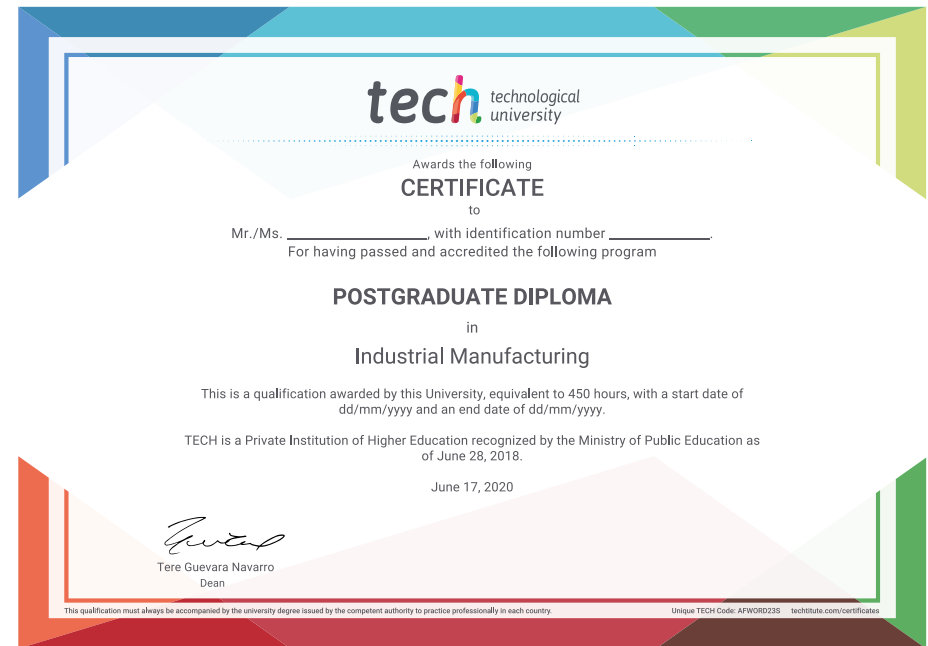 tech technological
university
Awards the following
CERTIFICATE
to
Mr./Ms. ____________________, with identification number ______________.
For having passed and accredited the following program
POSTGRADUATE DIPLOMA
in
Industrial Manufacturing
This is a qualification awarded by this University, equivalent to 450 hours, with a start date of
dd/mm/yyyy and an end date of dd/mm/yyyy.
TECH is a Private Institution of Higher Education recognized by the Ministry of Public Education as
of June 28, 2018.
June 17, 2020
Tere Guevara Navarro
Dean
This qualification must always be accompanied by the university degree issued by the competent authority to practice professionally in each country.
Unique TECH Code: AFWORD23S techtitute.com/certificates